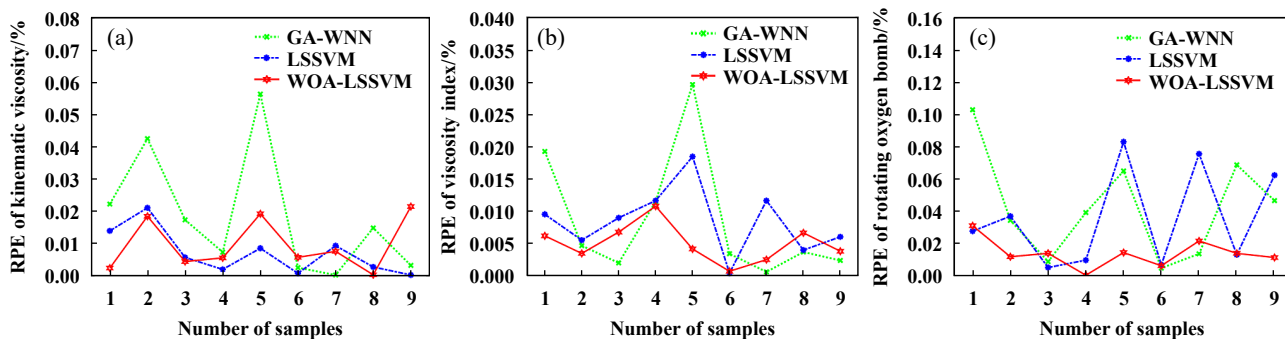 RPE of kinematic viscosity/%
0.08
0.07
0.06
0.05
0.04
0.03
0.02
0.01
0.00
(a)
GA-WNN
LSSVM
WOA-LSSVM
1 2 3 4 5 6 7 8 9
Number of samples
RPE of viscosity index/%
0.040
0.035
0.030
0.025
0.020
0.015
0.010
0.005
0.000
(b)
GA-WNN
LSSVM
WOA-LSSVM
1 2 3 4 5 6 7 8 9
Number of samples
RPE of rotating oxygen bomb/%
0.16
0.14
0.12
0.10
0.08
0.06
0.04
0.02
0.00
(c)
GA-WNN
LSSVM
WOA-LSSVM
1 2 3 4 5 6 7 8 9
Number of samples